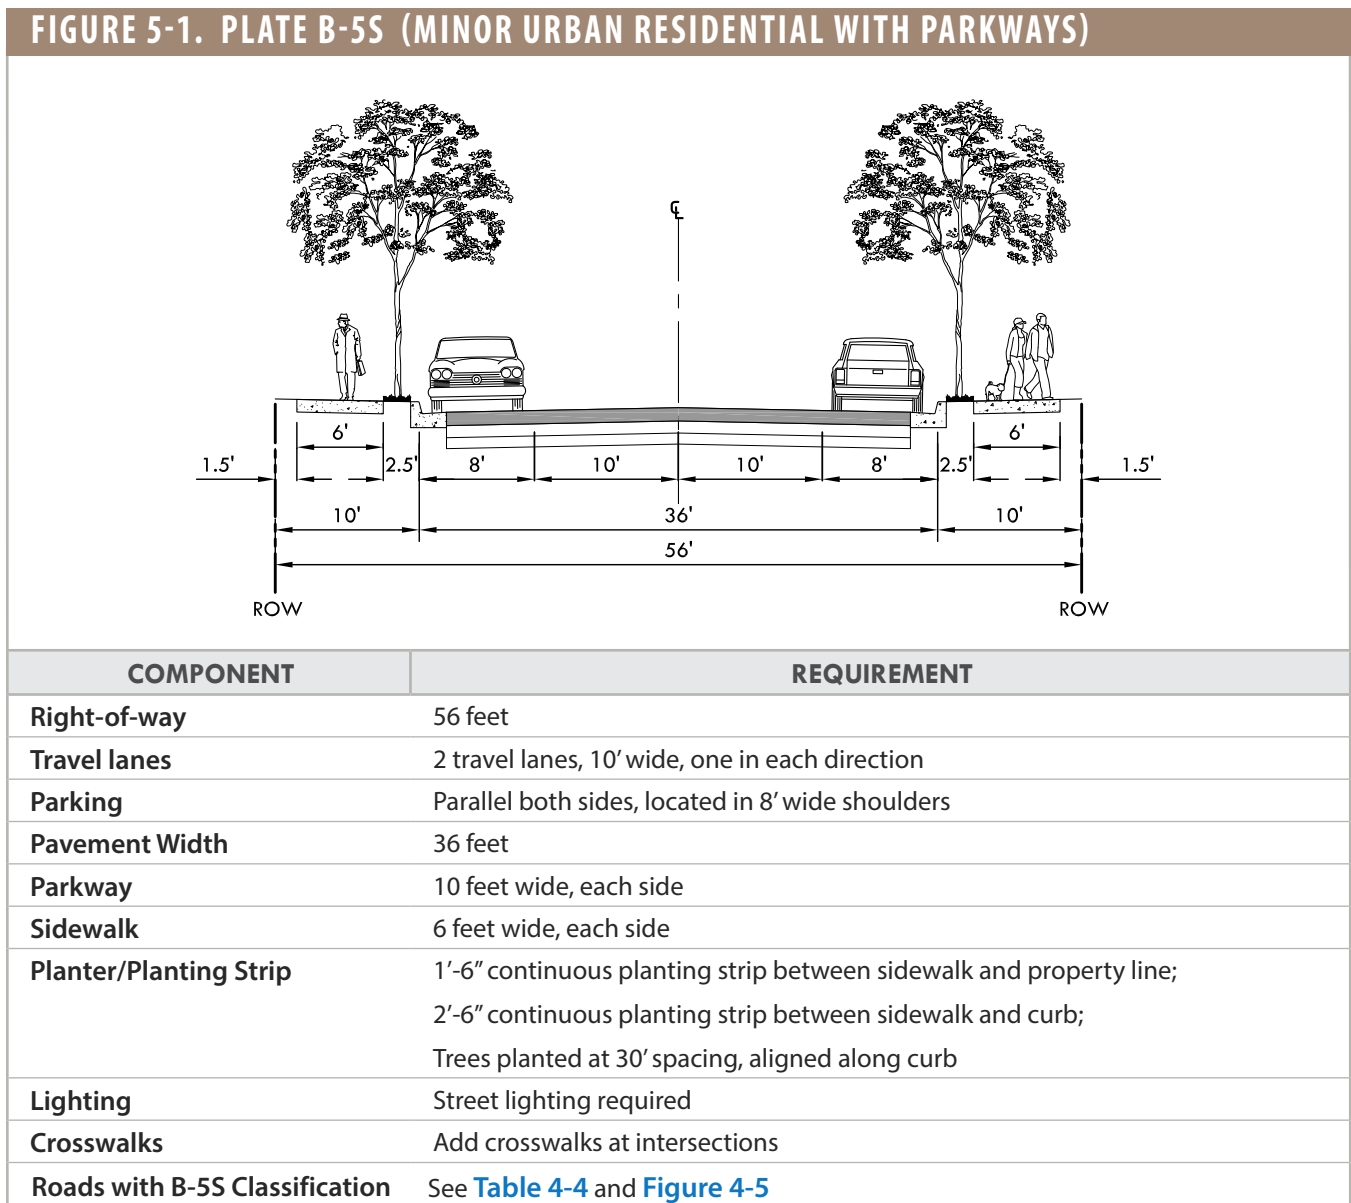 FIGURE 5-1. PLATE B-5S (MINOR URBAN RESIDENTIAL WITH PARKWAYS)
℄
6' 6'
1.5' 2.5' 8' 10' 10' 8' 2.5' 1.5'
10' 36' 10'
56'
ROW ROW
COMPONENT REQUIREMENT
Right-of-way 56 feet
Travel lanes 2 travel lanes, 10' wide, one in each direction
Parking Parallel both sides, located in 8' wide shoulders
Pavement Width 36 feet
Parkway 10 feet wide, each side
Sidewalk 6 feet wide, each side
Planter/Planting Strip 1'-6" continuous planting strip between sidewalk and property line;
2'-6" continuous planting strip between sidewalk and curb;
Trees planted at 30' spacing, aligned along curb
Lighting Street lighting required
Crosswalks Add crosswalks at intersections
Roads with B-5S Classification See Table 4-4 and Figure 4-5